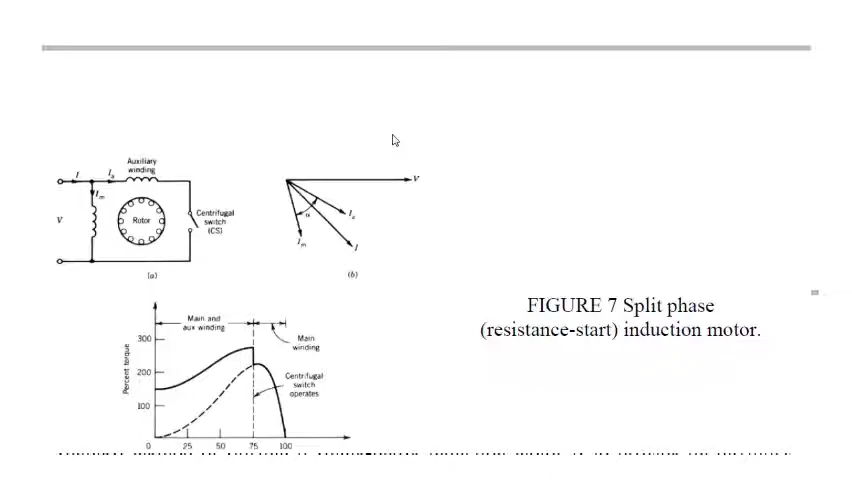 Auxiliary
winding
I
Ia
Im
V
Rotor
Centrifugal
switch
(CS)
(a)
V
α
Ia
Im
I
(b)
FIGURE 7 Split phase
(resistance-start) induction motor.
Main and
aux winding
Main
winding
Centrifugal
switch
operates
Percent torque
300
200
100
0 25 50 75 100